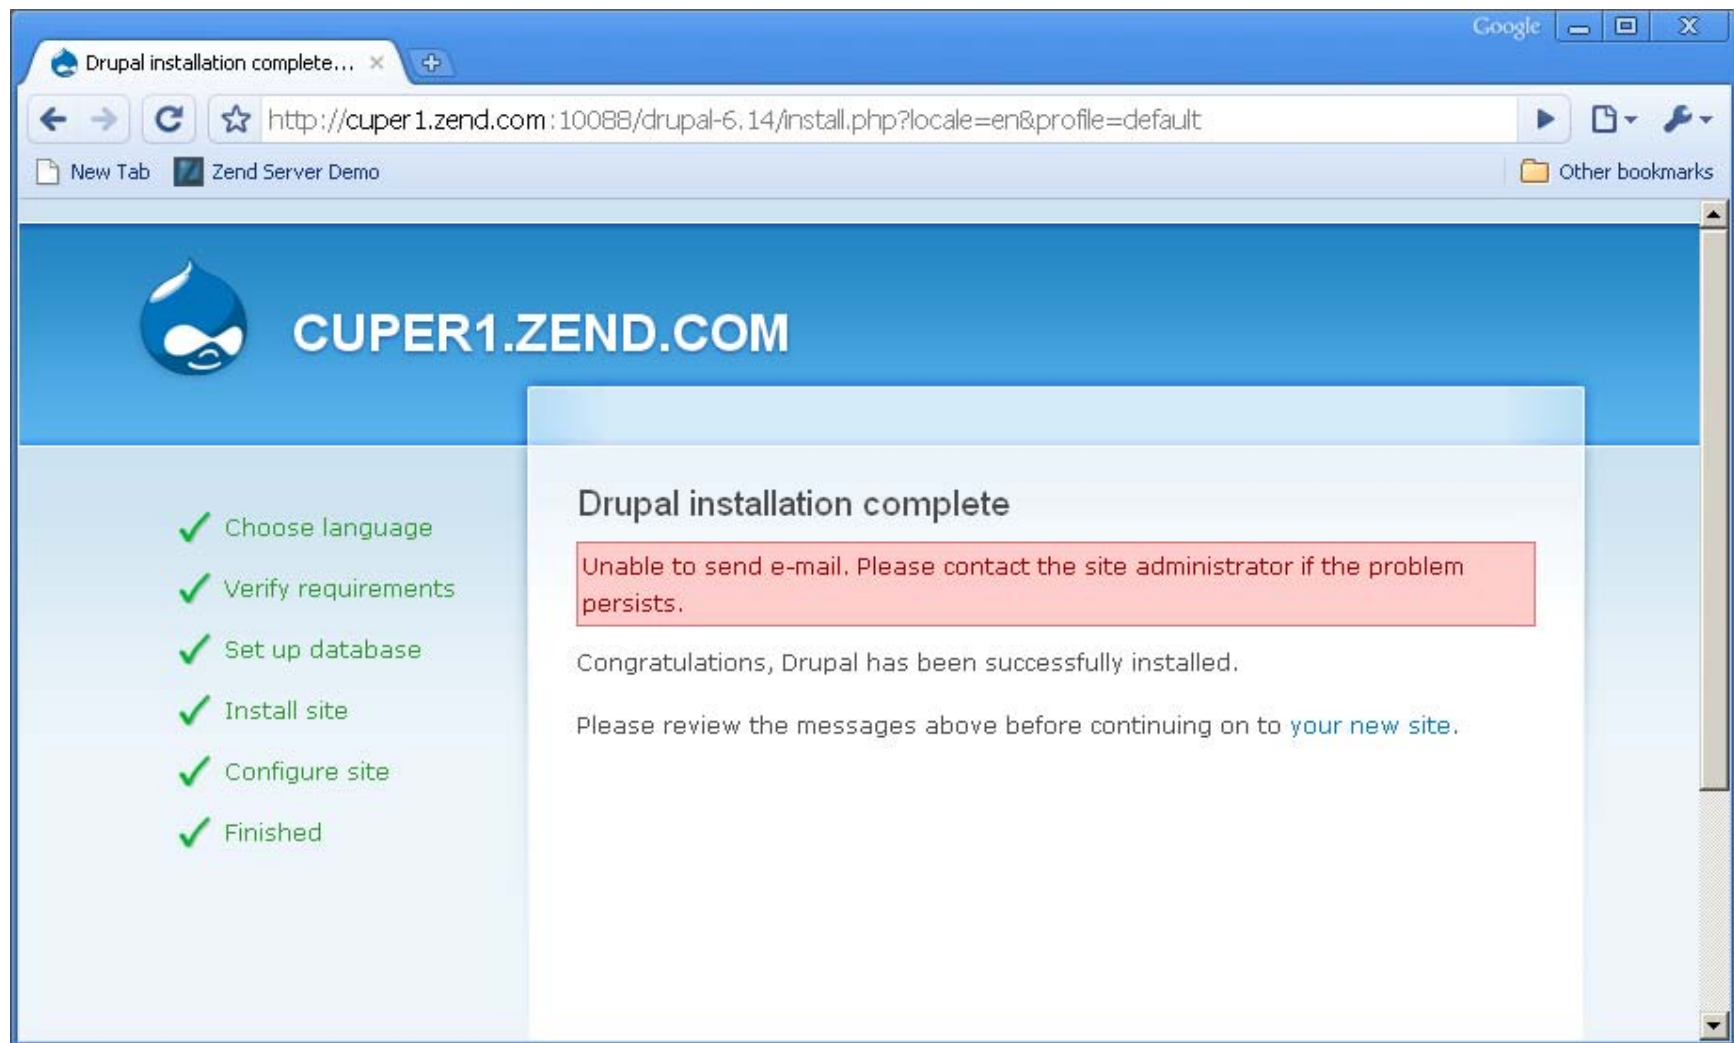 Google
Drupal installation complete...
http://cuper1.zend.com:10088/drupal-6.14/install.php?locale=en&profile=default
New Tab Zend Server Demo Other bookmarks
CUPER1.ZEND.COM
Choose language
Verify requirements
Set up database
Install site
Configure site
Finished
Drupal installation complete
Unable to send e-mail. Please contact the site administrator if the problem
persists.
Congratulations, Drupal has been successfully installed.
Please review the messages above before continuing on to your new site.